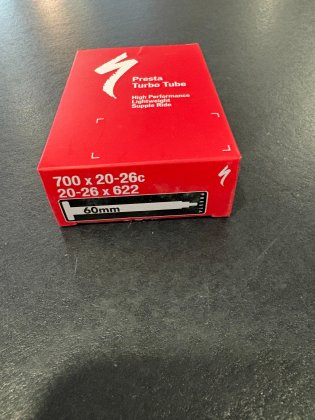 Presta
Turbo Tube
High Performance
Lightweight
Supple Ride
700 x 20-26c
20-26 x 622
60mm